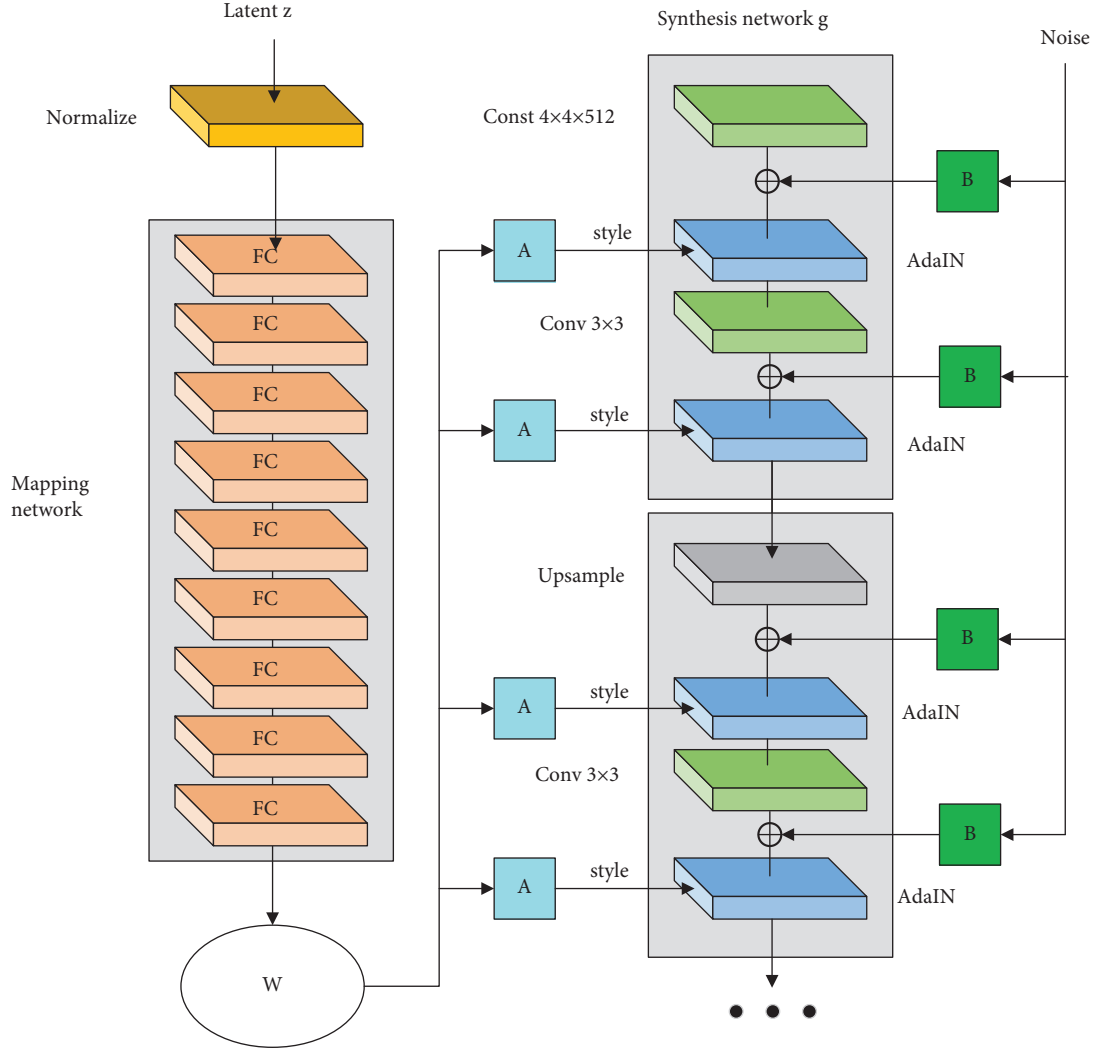 Latent z
Normalize
FC
FC
FC
FC
FC
FC
FC
FC
FC
Mapping
network
W
Synthesis network g
Noise
Const 4×4×512
B
A
style
AdaIN
Conv 3×3
B
A
style
AdaIN
Upsample
B
A
style
AdaIN
Conv 3×3
B
A
style
AdaIN